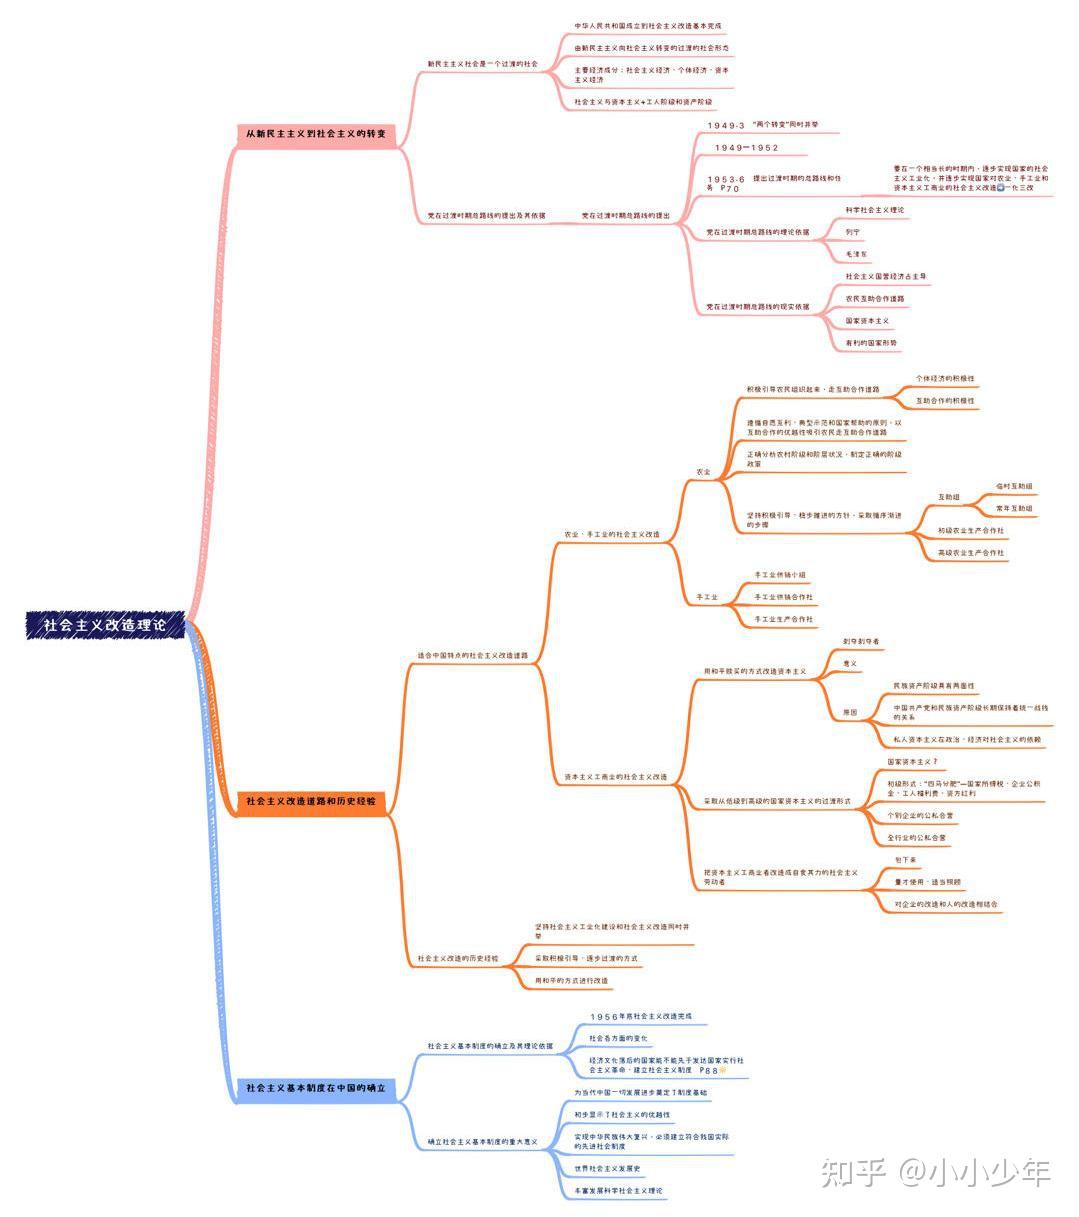 中华人民共和国成立到社会主义改造基本完成
由新民主主义向社会主义转变的过渡的社会形态
新民主主义社会是一个过渡的社会
主要经济成分：社会主义经济、个体经济、资本
主义经济
社会主义与资本主义+工人阶段和资产阶段
从新民主主义到社会主义的转变
1949-3 “两个转变”同时并举
1949—1952
1953-6 提出过渡时期的总路线和任
务 P70
要在一个相当长的时期内，逐步实现国家的社会
主义工业化，并逐步实现国家对农业、手工业和
资本主义工商业的社会主义改造➡️一化三改
党在过渡时期总路线的提出及其依据
党在过渡时期总路线的提出
党在过渡时期总路线的理论依据
科学社会主义理论
列宁
毛泽东
党在过渡时期总路线的现实依据
社会主义国营经济占主导
农民互助合作道路
国家资本主义
有利的国家形势
积极引导农民组织起来，走互助合作道路
个体经济的积极性
互助合作的积极性
遵循自愿互利、典型示范和国家帮助的原则，以
互助合作的优越性吸引农民走互助合作道路
正确分析农村阶级和阶层状况，制定正确的阶级
政策
农业
坚持积极引导、稳步推进的方针，采取循序渐进
的步骤
互助组
临时互助组
常年互助组
初级农业生产合作社
高级农业生产合作社
农业、手工业的社会主义改造
手工业
手工业供销小组
手工业供销合作社
手工业生产合作社
社会主义改造理论
适合中国特点的社会主义改造道路
用和平赎买的方式改造资本主义
剥夺剥夺者
意义
原因
民族资产阶级具有两面性
中国共产党和民族资产阶级长期保持着统一战线
的关系
私人资本主义在政治、经济对社会主义的依赖
资本主义工商业的社会主义改造
采取从低级到高级的国家资本主义的过渡形式
国家资本主义？
初级形式：“四马分肥”—国家所得税、企业公积
金、工人福利费、资方红利
个别企业的公私合营
全行业的公私合营
把资本主义工商业者改造成自食其力的社会主义
劳动者
包下来
量才使用、适当照顾
对企业的改造和人的改造相结合
社会主义改造道路和历史经验
社会主义改造的历史经验
坚持社会主义工业化建设和社会主义改造同时并
举
采取积极引导、逐步过渡的方式
用和平的方式进行改造
社会主义基本制度的确立及其理论依据
1956年底社会主义改造完成
社会各方面的变化
经济文化落后的国家能不能先于发达国家实行社
会主义革命，建立社会主义制度 P88
社会主义基本制度在中国的确立
确立社会主义基本制度的重大意义
为当代中国一切发展进步奠定了制度基础
初步显示了社会主义的优越性
实现中华民族伟大复兴，必须建立符合我国实际
的先进社会制度
世界社会主义发展史
丰富发展科学社会主义理论
知乎 @小小少年